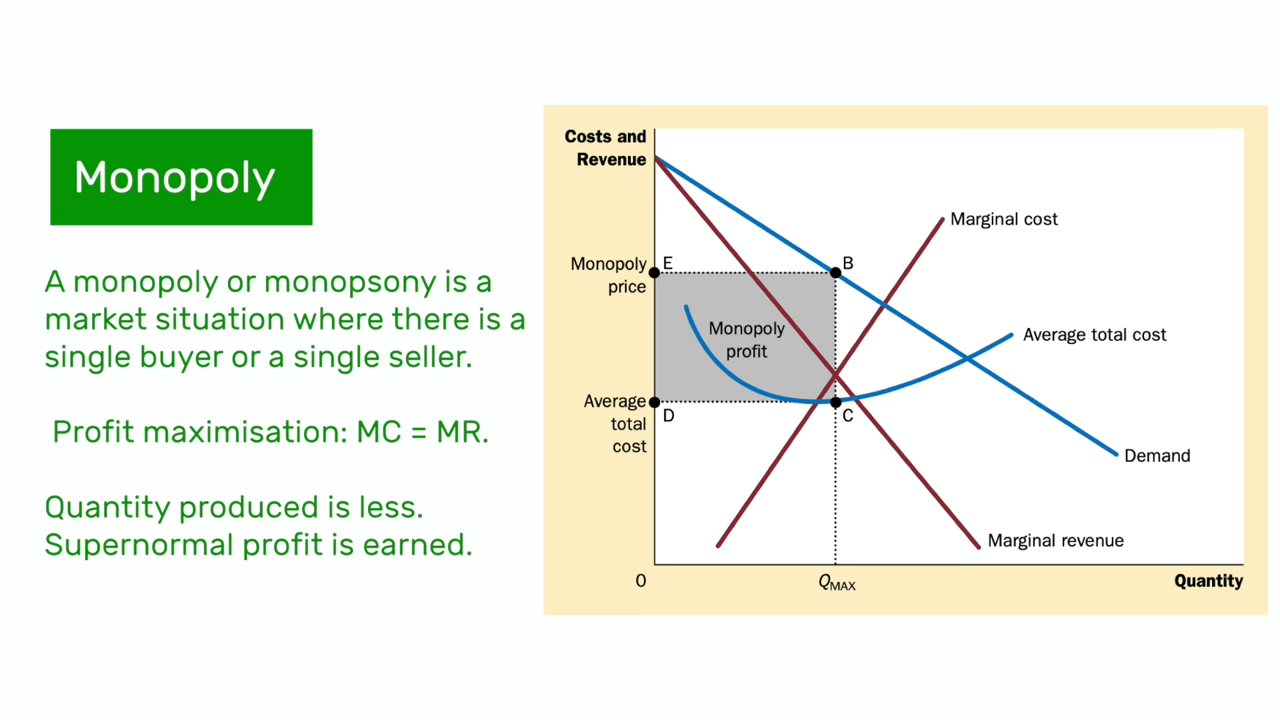 Monopoly
A monopoly or monopsony is a
market situation where there is a
single buyer or a single seller.
Profit maximisation: MC = MR.
Quantity produced is less.
Supernormal profit is earned.
Costs and
Revenue
Monopoly
price
E
B
Marginal cost
Monopoly
profit
Average total cost
Average
total
cost
D
C
Demand
Marginal revenue
0
QMAX
Quantity